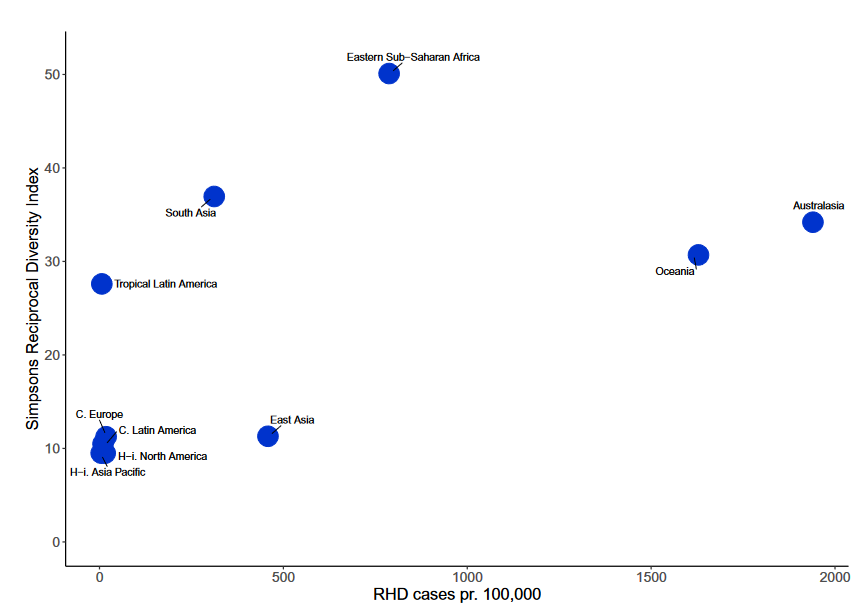 Eastern Sub−Saharan Africa
50
40
South Asia
Australasia
Simpsons Reciprocal Diversity Index
30
Oceania
Tropical Latin America
20
C. Europe
East Asia
C. Latin America
10
H−i. North America
H−i. Asia Pacific
0
0
500
1000
1500
2000
RHD cases pr. 100,000